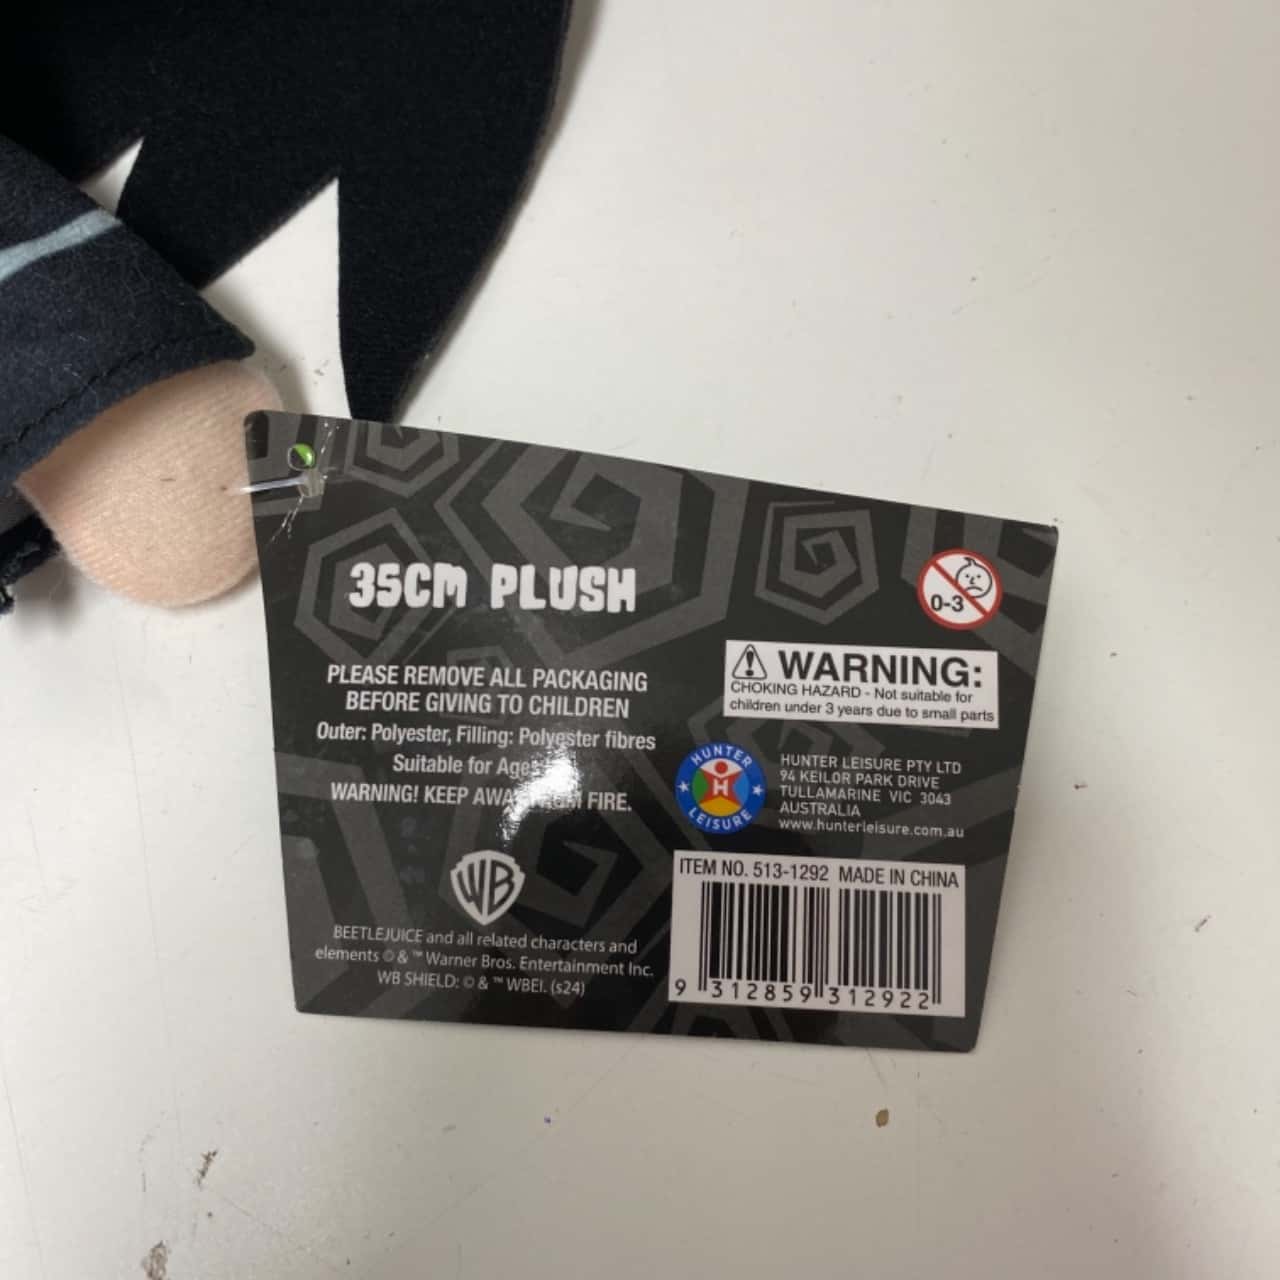 35CM PLUSH
PLEASE REMOVE ALL PACKAGING
BEFORE GIVING TO CHILDREN
Outer: Polyester, Filling: Polyester fibres
Suitable for
WARNING! KEEP FIRE.
WB
BEETLEJUICE and all related characters and
elements © & ™ Warner Bros. Entertainment Inc.
WB SHIELD: © & ™ WBEI. (s24)
0-3
WARNING:
CHOKING HAZARD - Not suitable for
children under 3 years due to small parts
HUNTER
H
LEISURE
HUNTER LEISURE PTY LTD
94 KEILOR PARK DRIVE
TULLAMARINE VIC 3043
AUSTRALIA
www.hunterleisure.com.au
ITEM NO. 513-1292 MADE IN CHINA
9 312859 312922